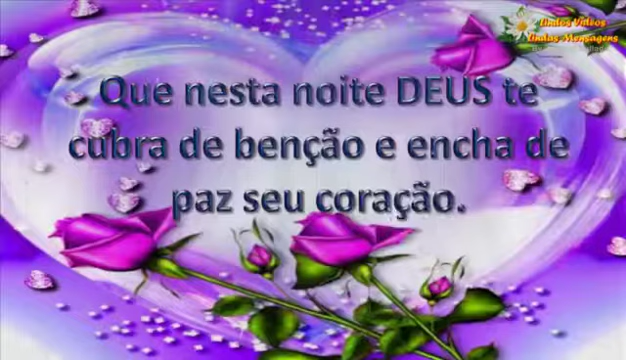 Lindos Vídeos
Lindas Mensagens
Que nesta noite DEUS te
cubra de benção e encha de
paz seu coração.